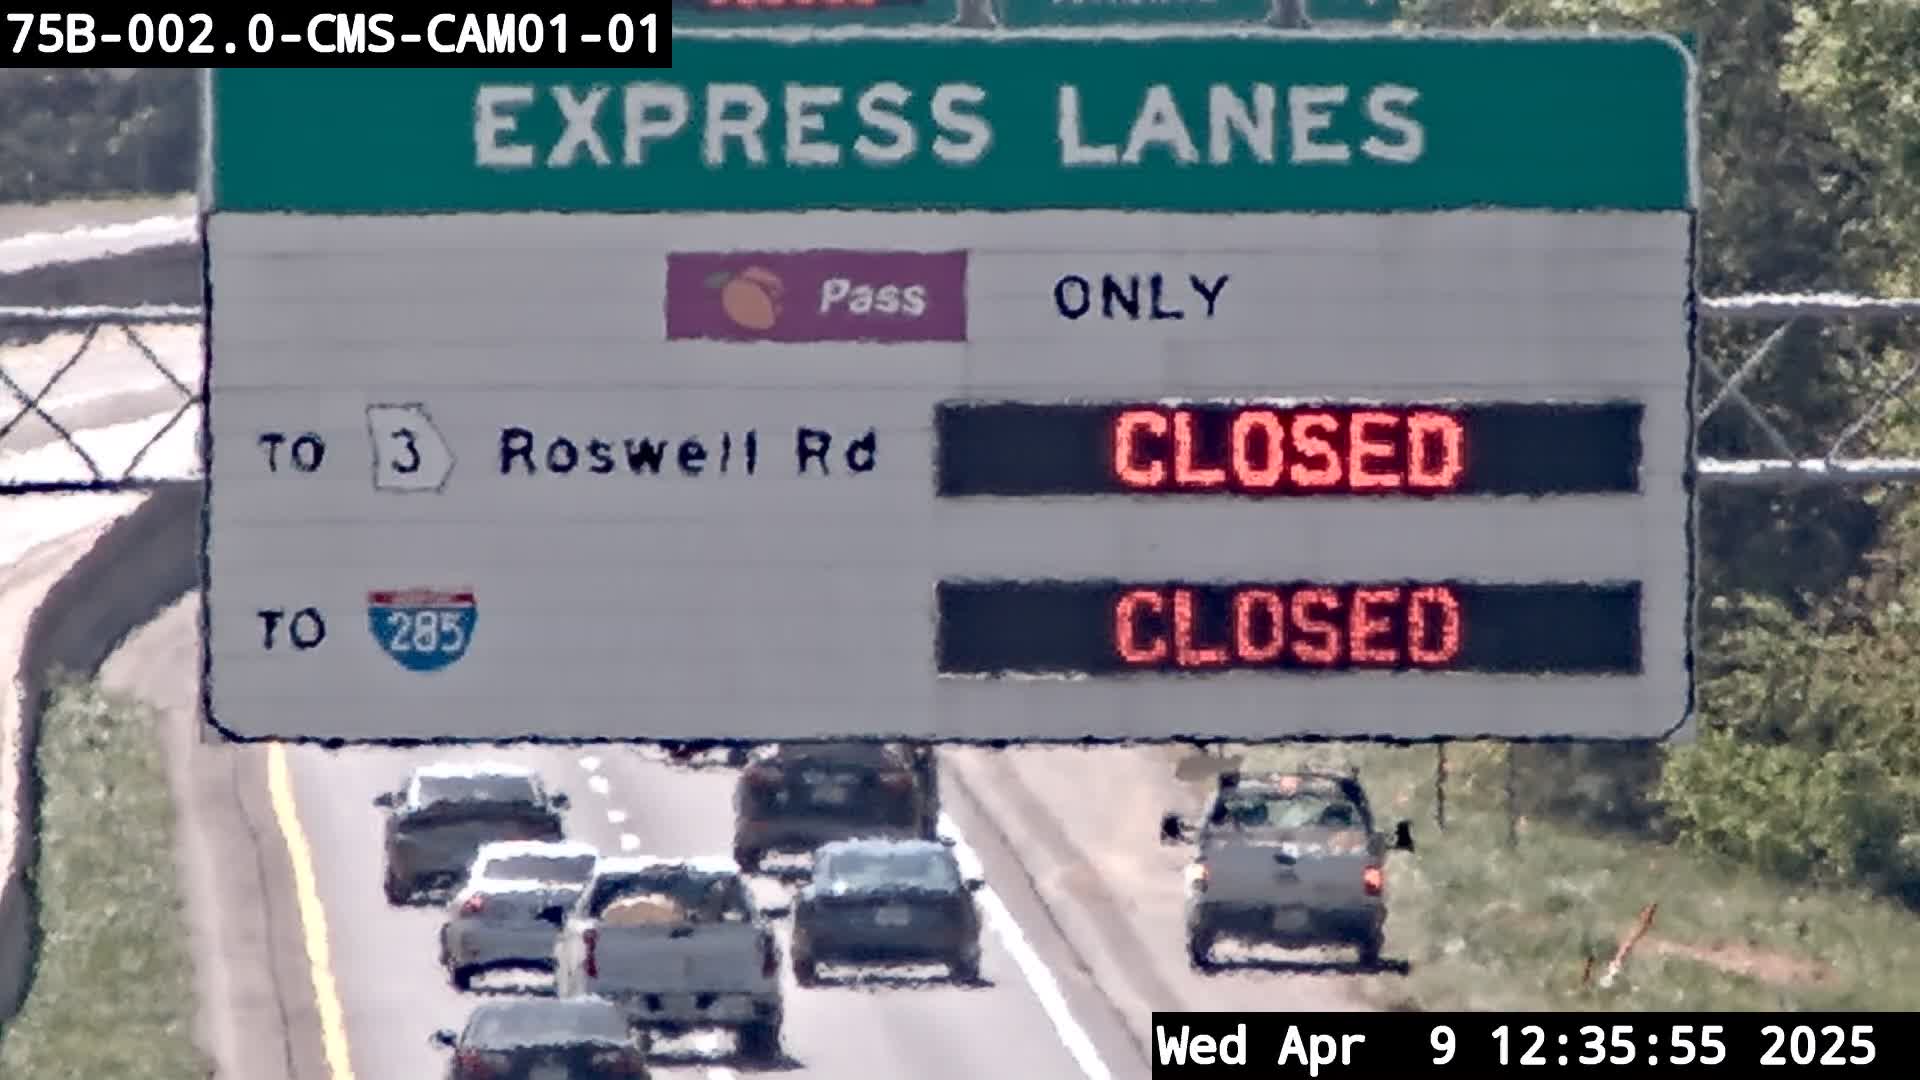 75B-002.0-CMS-CAM01-01
EXPRESS LANES
Pass ONLY
TO 3 Roswell Rd CLOSED
TO 285 CLOSED
Wed Apr 9 12:35:55 2025